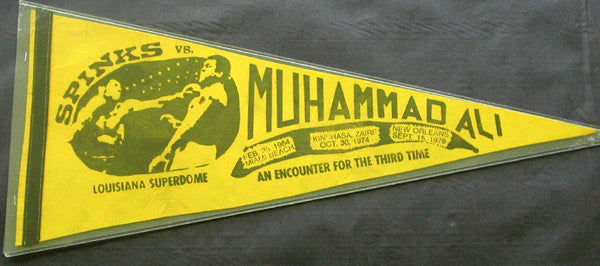 SPINKS VS.
MUHAMMAD ALI
FEB. 25, 1964
MIAMI BEACH
KINSHASA, ZAIRE
OCT. 30, 1974
NEW ORLEANS
SEPT. 15, 1978
LOUISIANA SUPERDOME
AN ENCOUNTER FOR THE THIRD TIME